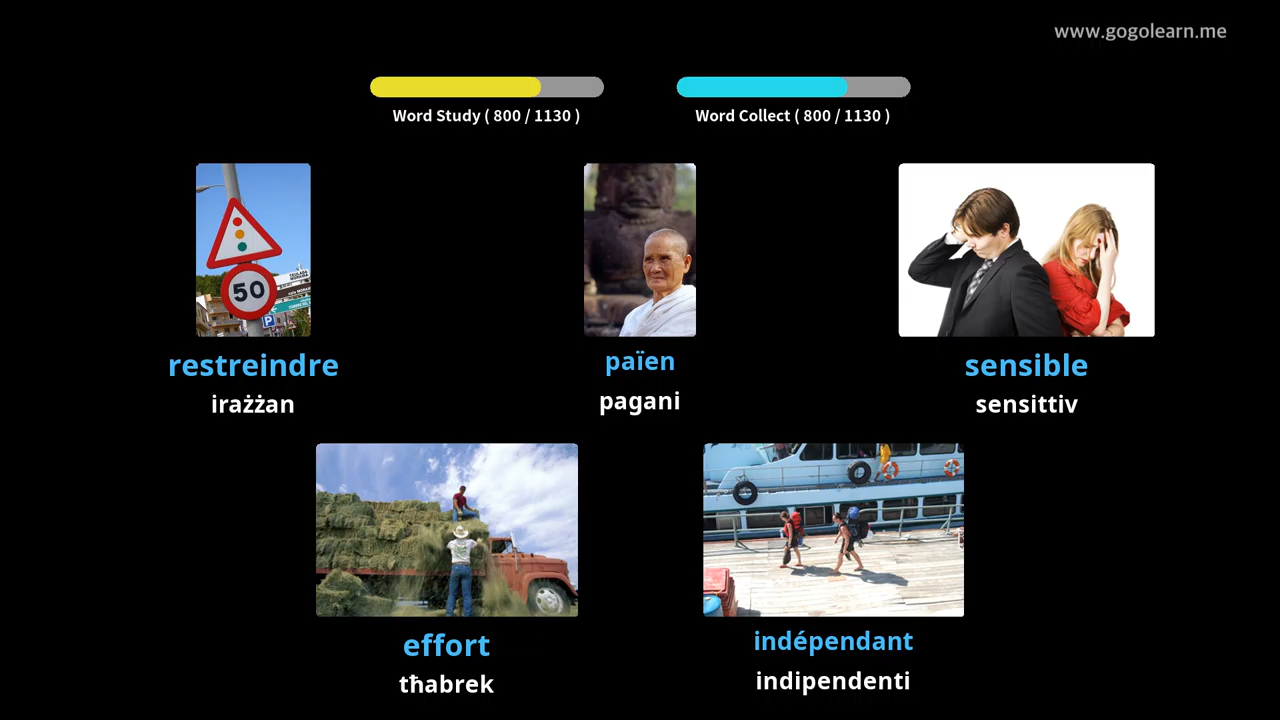 www.gogolearn.me
Word Study ( 800 / 1130 )
Word Collect ( 800 / 1130 )
50
P
restreindre
irażżan
païen
pagani
sensible
sensittiv
effort
tħabrek
indépendant
indipendenti